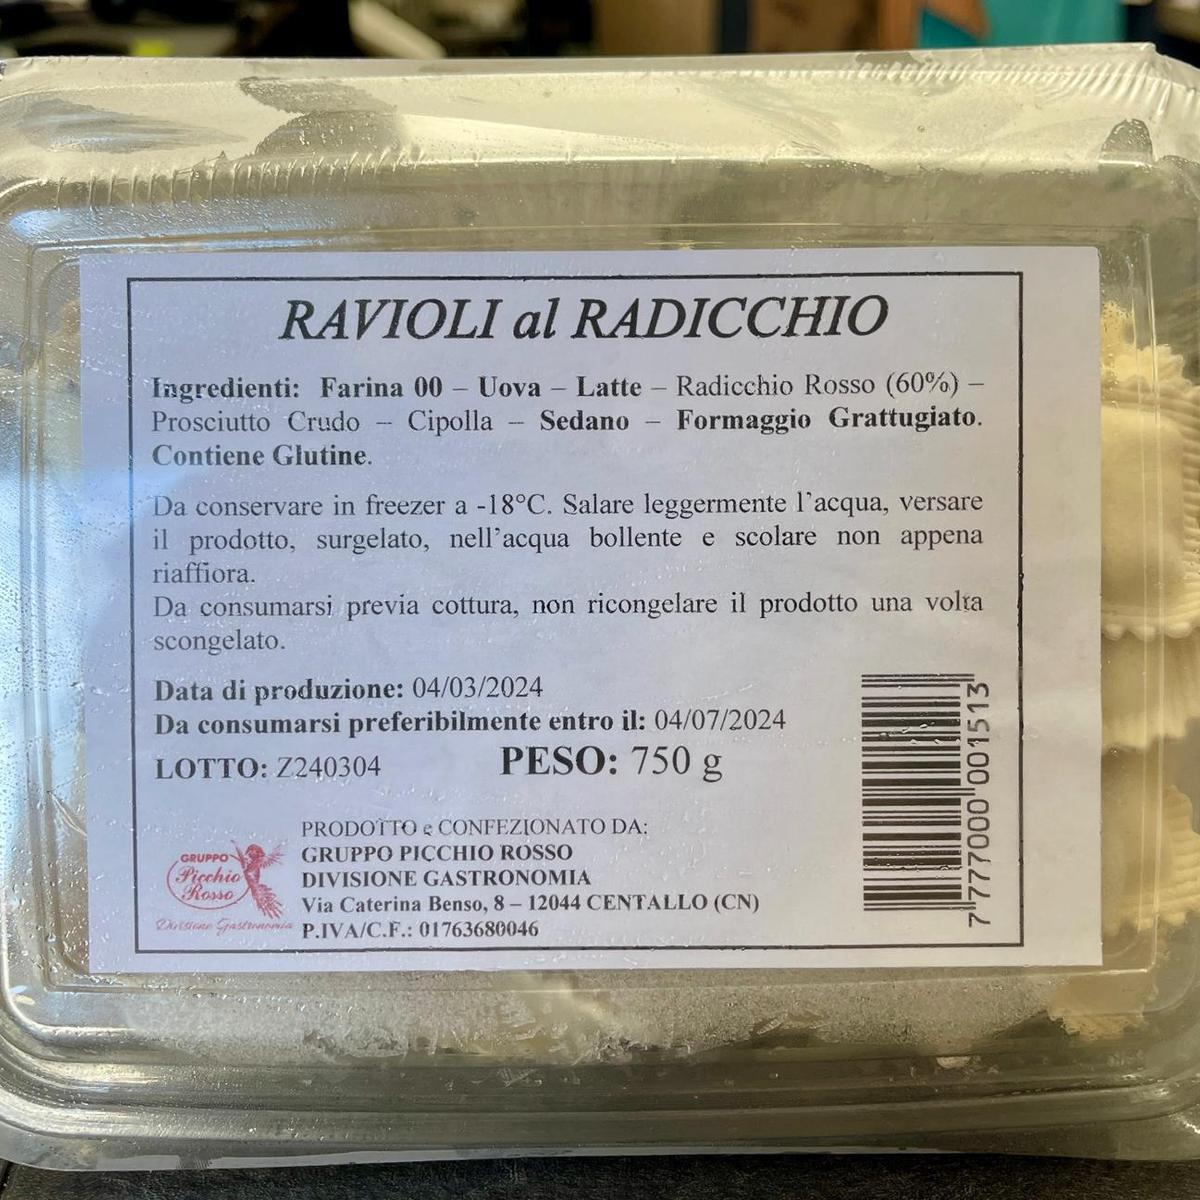 RAVIOLI al RADICCHIO
Ingredienti: Farina 00 – Uova – Latte – Radicchio Rosso (60%) –
Prosciutto Crudo – Cipolla – Sedano – Formaggio Grattugiato.
Contiene Glutine.
Da conservare in freezer a -18°C. Salare leggermente l'acqua, versare
il prodotto, surgelato, nell'acqua bollente e scolare non appena
riaffiora.
Da consumarsi previa cottura, non ricongelare il prodotto una volta
scongelato.
Data di produzione: 04/03/2024
Da consumarsi preferibilmente entro il: 04/07/2024
LOTTO: Z240304 PESO: 750 g
PRODOTTO e CONFEZIONATO DA:
GRUPPO PICCHIO ROSSO
DIVISIONE GASTRONOMIA
Via Caterina Benso, 8 – 12044 CENTALLO (CN)
P.IVA/C.F.: 01763680046
GRUPPO
Picchio
Rosso
Divisione Gastronomia
7 777000 001513